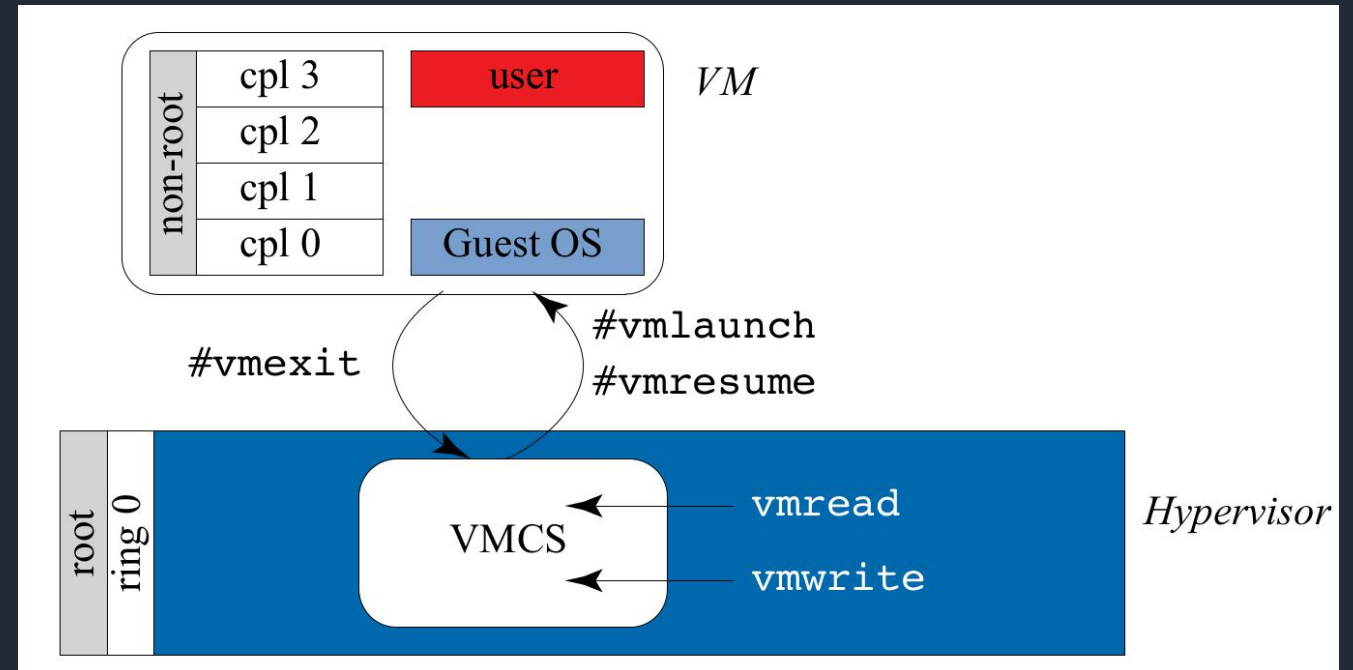 non-root
cpl 3
user
VM
cpl 2
cpl 1
cpl 0
Guest OS
#vmexit
#vmlaunch
#vmresume
root
ring 0
VMCS
vmread
vmwrite
Hypervisor